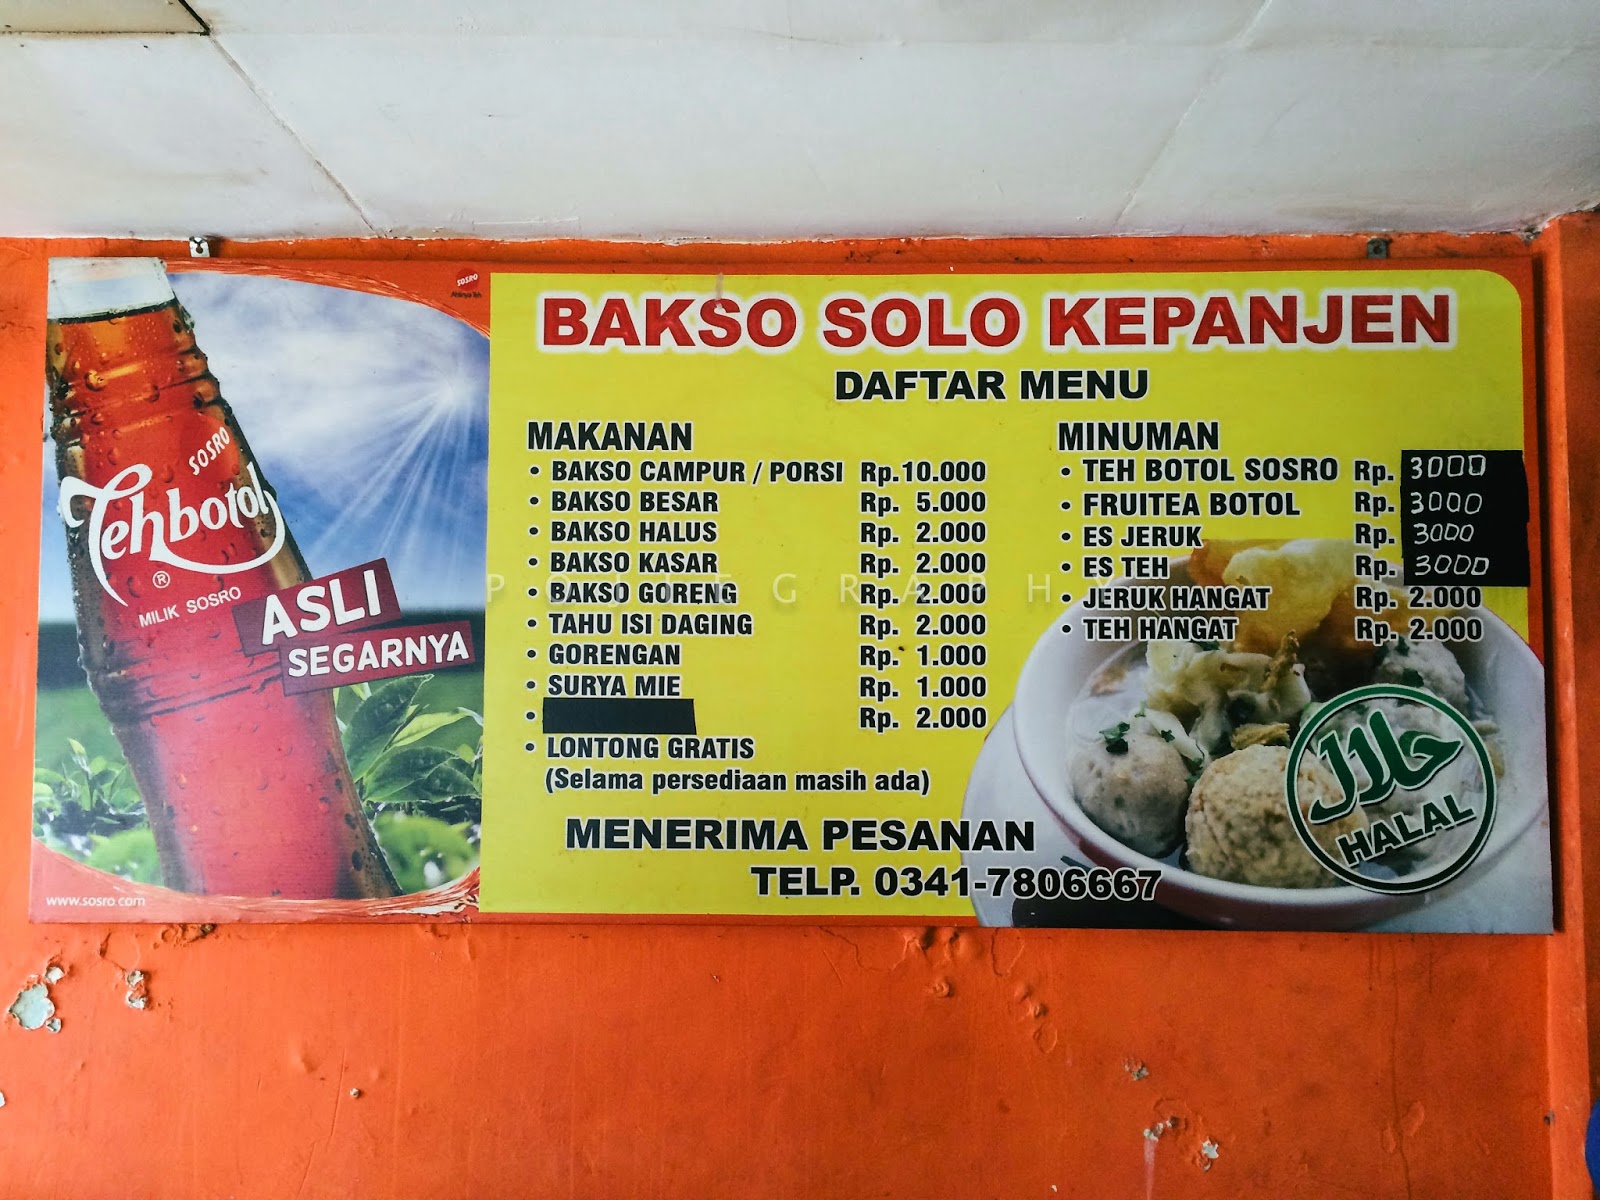 SOSRO
Ahlinya Teh
SOSRO
Tehbotol
®
MILIK SOSRO
ASLI
SEGARNYA
www.sosro.com
BAKSO SOLO KEPANJEN
DAFTAR MENU
MAKANAN
• BAKSO CAMPUR / PORSI Rp.10.000
• BAKSO BESAR Rp. 5.000
• BAKSO HALUS Rp. 2.000
• BAKSO KASAR Rp. 2.000
• BAKSO GORENG Rp. 2.000
• TAHU ISI DAGING Rp. 2.000
• GORENGAN Rp. 1.000
• SURYA MIE Rp. 1.000
• Rp. 2.000
• LONTONG GRATIS
(Selama persediaan masih ada)
MINUMAN
• TEH BOTOL SOSRO Rp. 3000
• FRUITEA BOTOL Rp. 3000
• ES JERUK Rp. 3000
• ES TEH Rp. 3000
• JERUK HANGAT Rp. 2.000
• TEH HANGAT Rp. 2.000
MENERIMA PESANAN
TELP. 0341-7806667
حلال
HALAL
POJIEGRAPHY